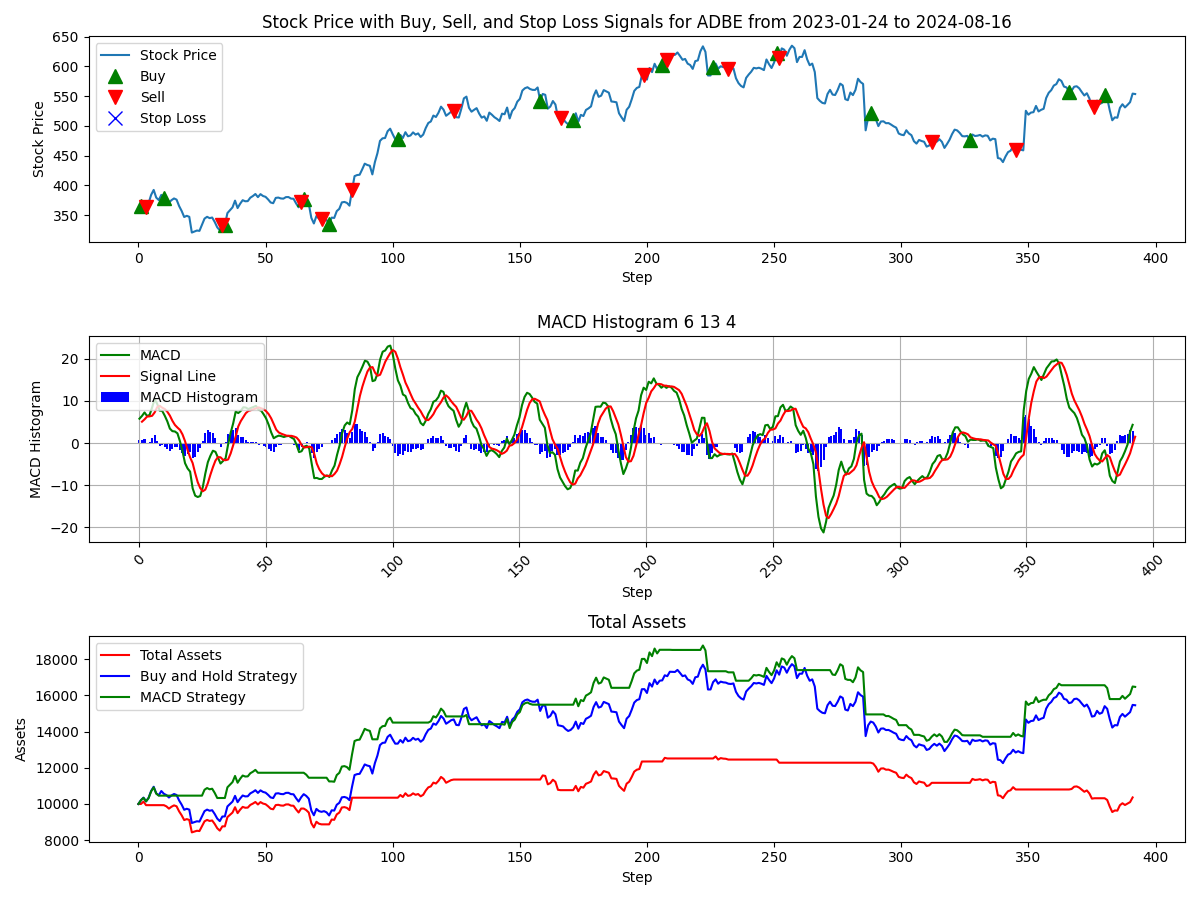 Stock Price with Buy, Sell, and Stop Loss Signals for ADBE from 2023-01-24 to 2024-08-16
Stock Price
650
600
550
500
450
400
350
Stock Price
Buy
Sell
Stop Loss
0 50 100 150 200 250 300 350 400
Step
MACD Histogram 6 13 4
MACD Histogram
20
10
0
−10
−20
MACD
Signal Line
MACD Histogram
0 50 100 150 200 250 300 350 400
Step
Total Assets
Assets
18000
16000
14000
12000
10000
8000
Total Assets
Buy and Hold Strategy
MACD Strategy
0 50 100 150 200 250 300 350 400
Step